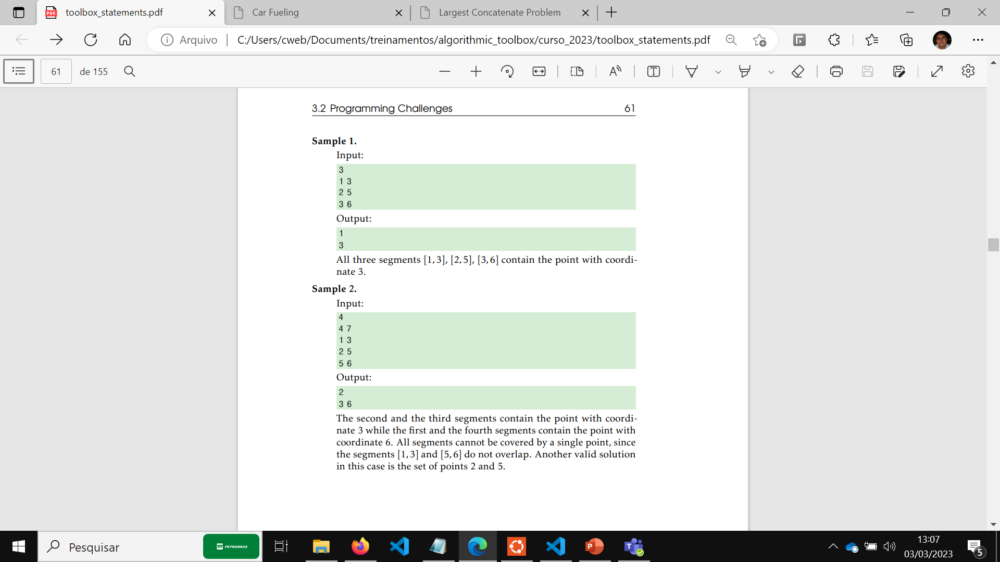 toolbox_statements.pdf
Car Fueling
Largest Concatenate Problem
Arquivo
C:/Users/cweb/Documents/treinamentos/algorithmic_toolbox/curso_2023/toolbox_statements.pdf
61 de 155
3.2 Programming Challenges 61
Sample 1.
Input:
3
1 3
2 5
3 6
Output:
1
3
All three segments [1,3], [2,5], [3,6] contain the point with coordi-
nate 3.
Sample 2.
Input:
4
4 7
1 3
2 5
5 6
Output:
2
3 6
The second and the third segments contain the point with coordi-
nate 3 while the first and the fourth segments contain the point with
coordinate 6. All segments cannot be covered by a single point, since
the segments [1,3] and [5,6] do not overlap. Another valid solution
in this case is the set of points 2 and 5.
Pesquisar
BR PETROBRAS
13:07
03/03/2023
5